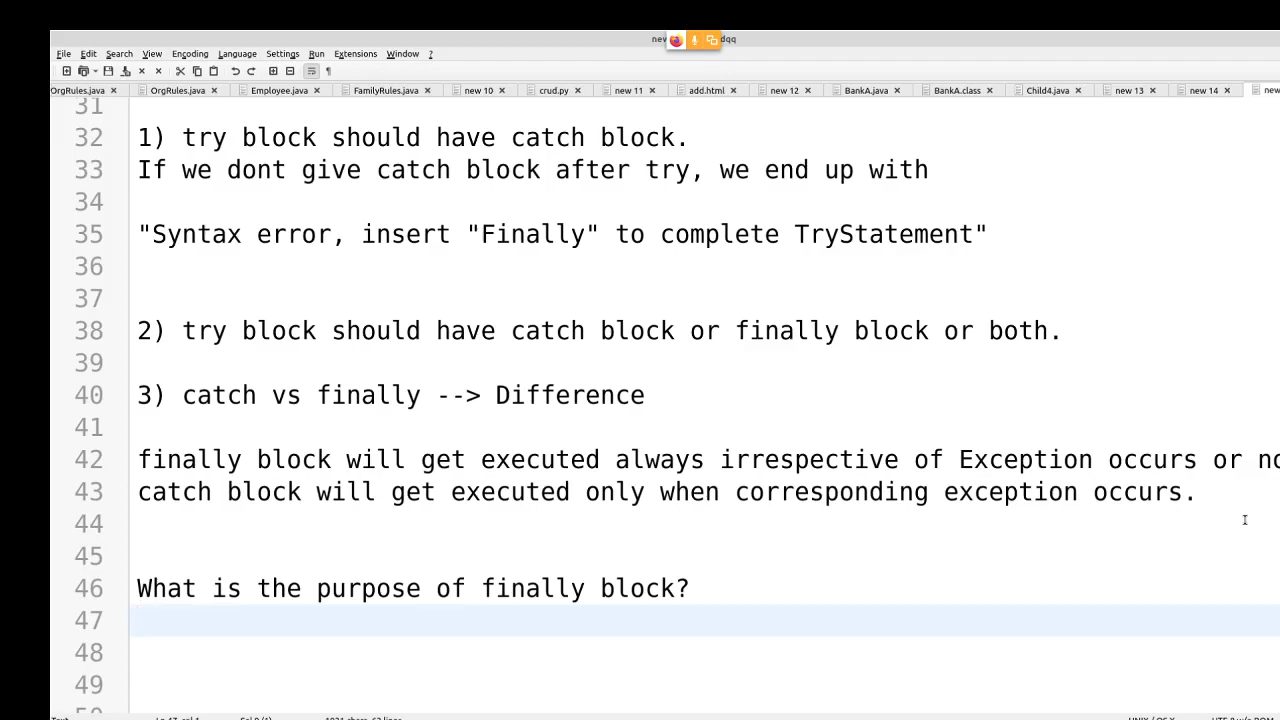 new dqq
File Edit Search View Encoding Language Settings Run Extensions Window ?
OrgRules.java OrgRules.java Employee.java FamilyRules.java new 10 crud.py new 11 add.html new 12 BankA.java BankA.class Child4.java new 13 new 14 new
31
32 1) try block should have catch block.
33 If we dont give catch block after try, we end up with
34
35 "Syntax error, insert "Finally" to complete TryStatement"
36
37
38 2) try block should have catch block or finally block or both.
39
40 3) catch vs finally --> Difference
41
42 finally block will get executed always irrespective of Exception occurs or no
43 catch block will get executed only when corresponding exception occurs.
44
45
46 What is the purpose of finally block?
47
48
49